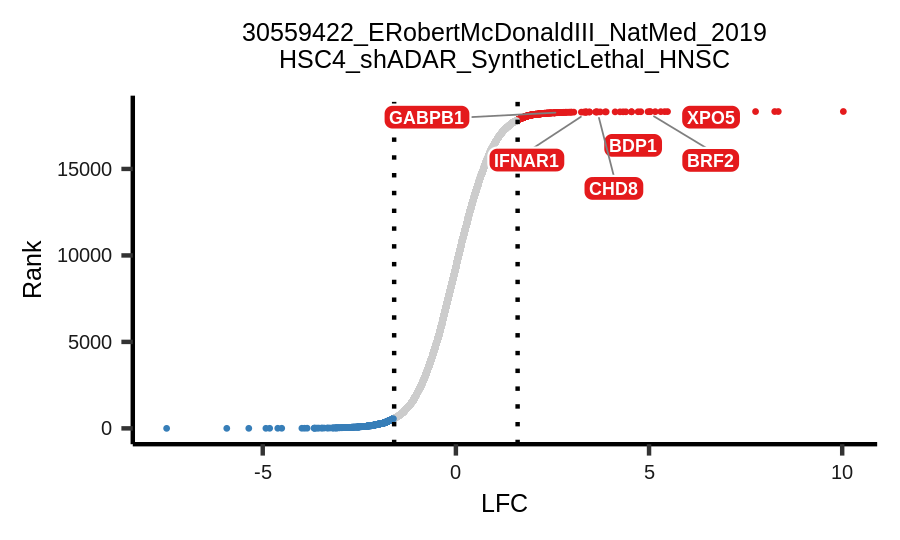 30559422_ERobertMcDonaldIII_NatMed_2019
HSC4_shADAR_SyntheticLethal_HNSC
GABPB1
XPO5
IFNAR1
BDP1
BRF2
CHD8
15000
10000
5000
0
Rank
-5
0
5
10
LFC